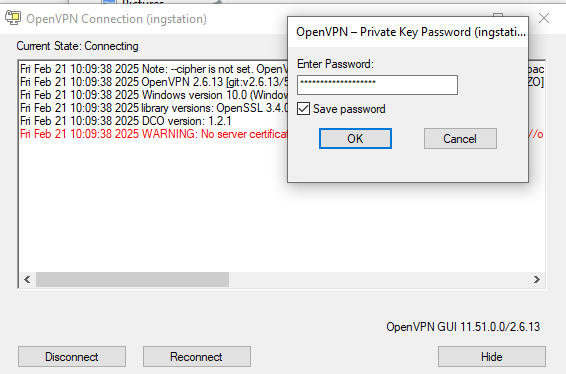 Pictures
OpenVPN Connection (ingstation)
Current State: Connecting
Fri Feb 21 10:09:38 2025 Note: --cipher is not set. OpenV
Fri Feb 21 10:09:38 2025 OpenVPN 2.6.13 [git:v2.6.13/5
ZO]
Fri Feb 21 10:09:38 2025 Windows version 10.0 (Window
Fri Feb 21 10:09:38 2025 library versions: OpenSSL 3.4.0
Fri Feb 21 10:09:38 2025 DCO version: 1.2.1
Fri Feb 21 10:09:38 2025 WARNING: No server certificat
//o
OpenVPN – Private Key Password (ingstati...
Enter Password:
*******************
Save password
OK Cancel
OpenVPN GUI 11.51.0.0/2.6.13
Disconnect Reconnect Hide